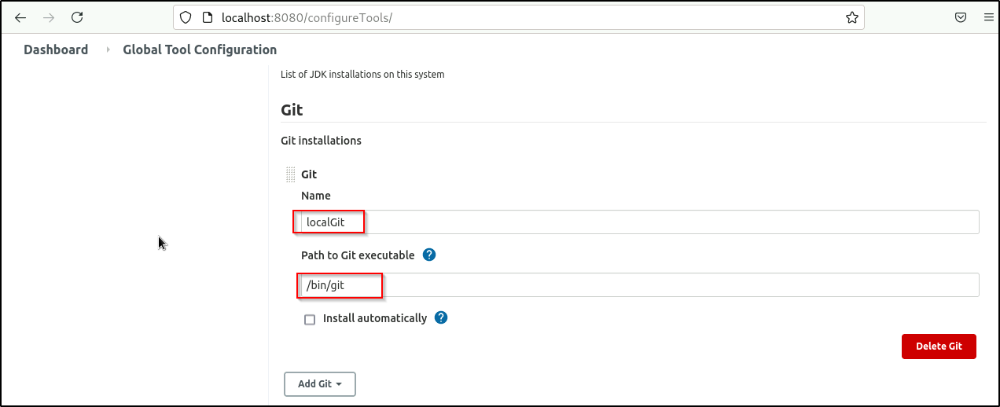 localhost:8080/configureTools/
Dashboard Global Tool Configuration
List of JDK installations on this system
Git
Git installations
Git
Name
localGit
Path to Git executable ?
/bin/git
Install automatically ?
Delete Git
Add Git